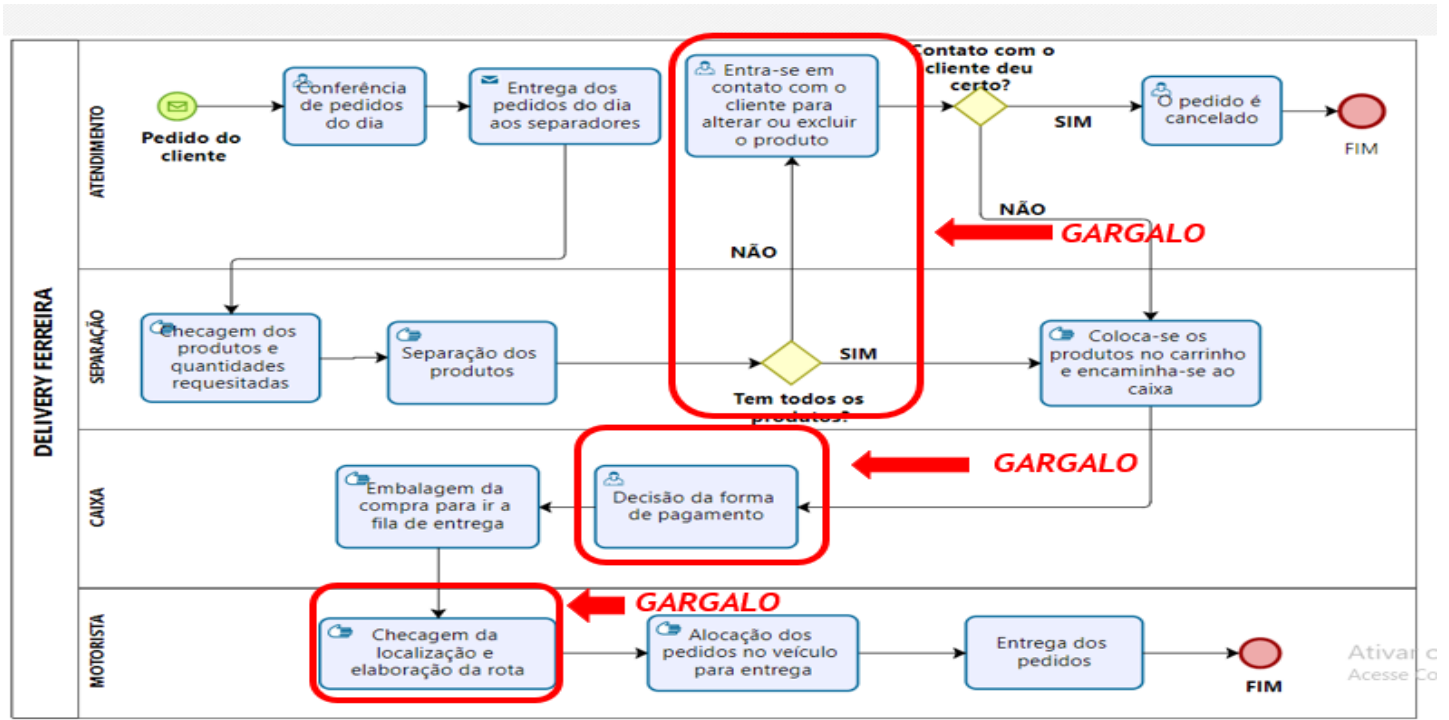 DELIVERY FERREIRA
ATENDIMENTO
Pedido do
cliente
Conferência
de pedidos
do dia
Entrega dos
pedidos do dia
aos separadores
Entra-se em
contato com o
cliente para
alterar ou excluir
o produto
Contato com o
cliente deu
certo?
SIM
O pedido é
cancelado
FIM
NÃO
GARGALO
NÃO
SEPARAÇÃO
Checagem dos
produtos e
quantidades
requesitadas
Separação dos
produtos
Tem todos os
produtos?
SIM
Coloca-se os
produtos no carrinho
e encaminha-se ao
caixa
CAIXA
GARGALO
Decisão da forma
de pagamento
Embalagem da
compra para ir a
fila de entrega
MOTORISTA
GARGALO
Checagem da
localização e
elaboração da rota
Alocação dos
pedidos no veículo
para entrega
Entrega dos
pedidos
FIM
Ativar
Acesse